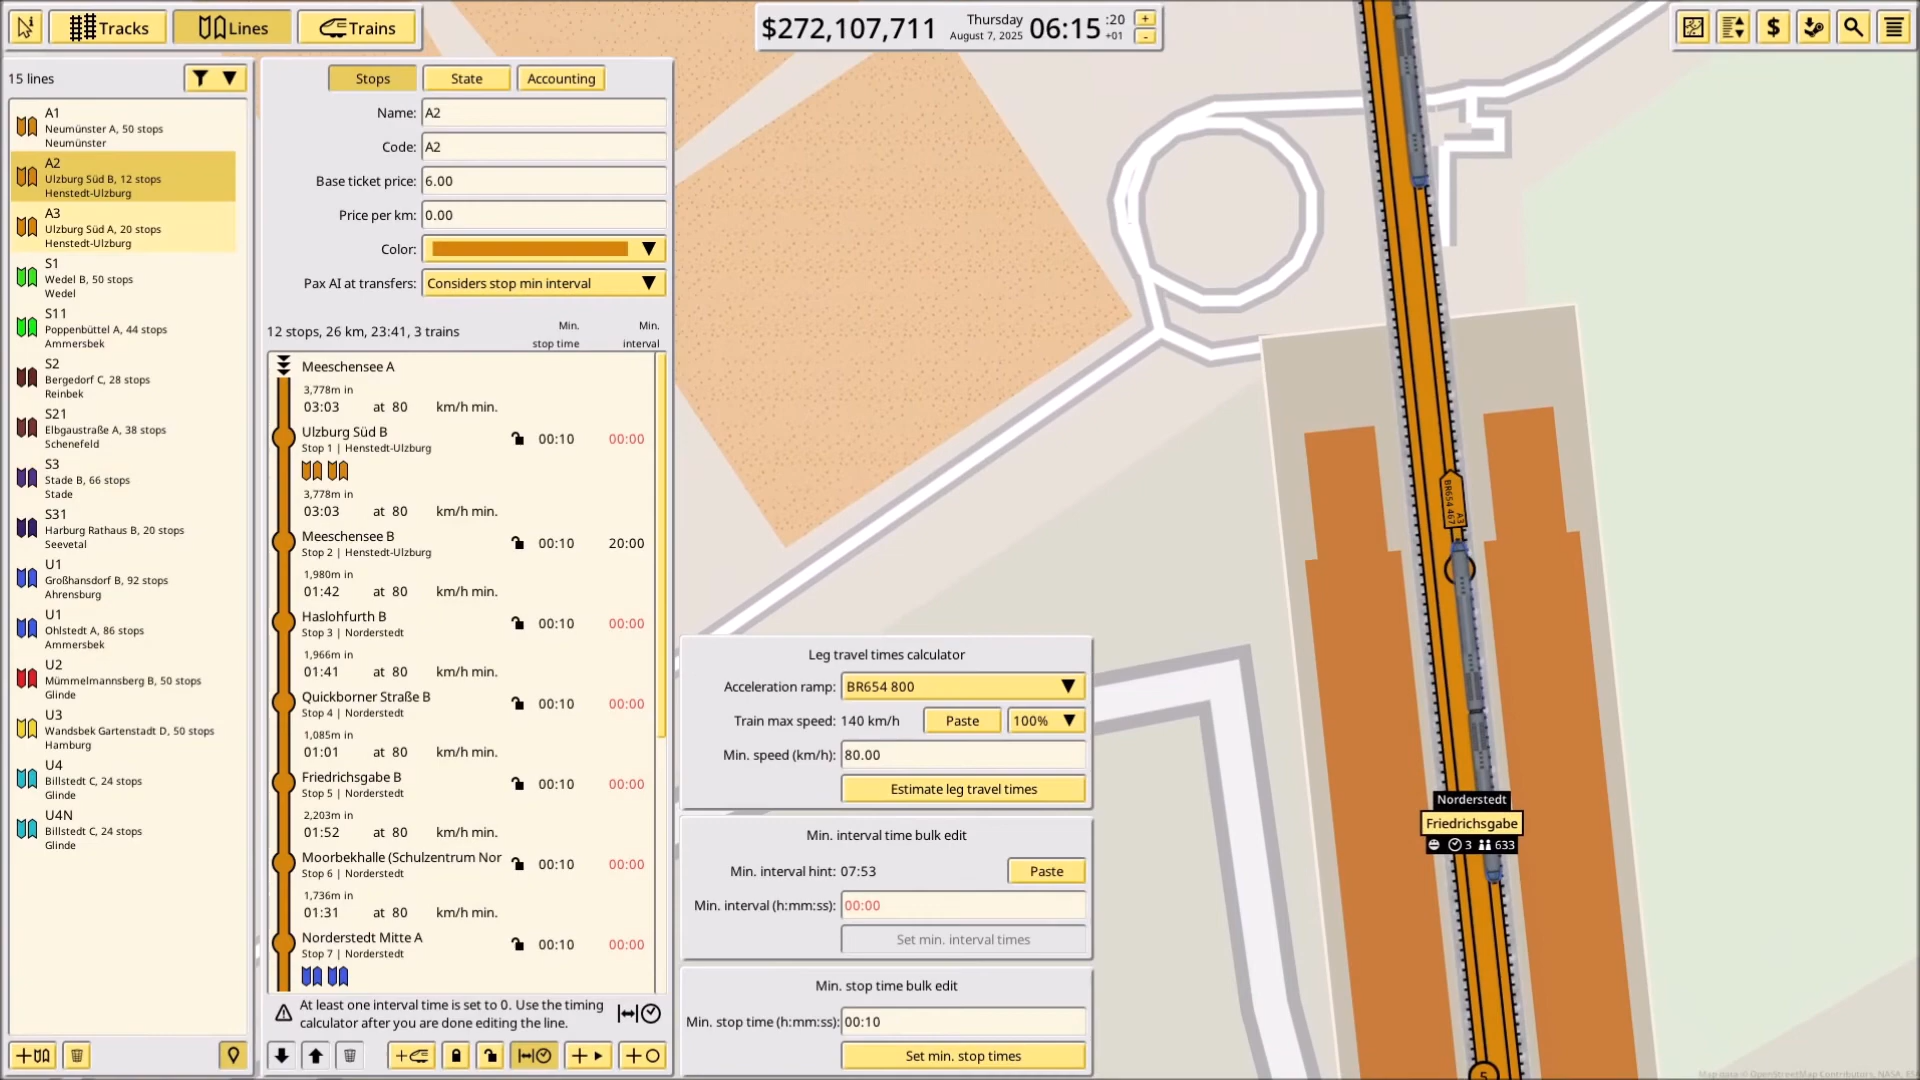 Tracks
Lines
Trains
$272,107,711
Thursday
August 7, 2025
06:15
:20
+01
+
-
$
15 lines
A1
Neumünster A, 50 stops
Neumünster
A2
Ulzburg Süd B, 12 stops
Henstedt-Ulzburg
A3
Ulzburg Süd A, 20 stops
Henstedt-Ulzburg
S1
Wedel B, 50 stops
Wedel
S11
Poppenbüttel A, 44 stops
Ammersbek
S2
Bergedorf C, 28 stops
Reinbek
S21
Elbgaustraße A, 38 stops
Schenefeld
S3
Stade B, 66 stops
Stade
S31
Harburg Rathaus B, 20 stops
Seevetal
U1
Großhansdorf B, 92 stops
Ahrensburg
U1
Ohlstedt A, 86 stops
Ammersbek
U2
Mümmelmannsberg B, 50 stops
Glinde
U3
Wandsbek Gartenstadt D, 50 stops
Hamburg
U4
Billstedt C, 24 stops
Glinde
U4N
Billstedt C, 24 stops
Glinde
Stops
State
Accounting
Name: A2
Code: A2
Base ticket price: 6.00
Price per km: 0.00
Color:
Pax AI at transfers: Considers stop min interval
12 stops, 26 km, 23:41, 3 trains
Min. stop time
Min. interval
Meeschensee A
3,778m in
03:03 at 80 km/h min.
Ulzburg Süd B 00:10 00:00
Stop 1 | Henstedt-Ulzburg
3,778m in
03:03 at 80 km/h min.
Meeschensee B 00:10 20:00
Stop 2 | Henstedt-Ulzburg
1,980m in
01:42 at 80 km/h min.
Haslohfurth B 00:10 00:00
Stop 3 | Norderstedt
1,966m in
01:41 at 80 km/h min.
Quickborner Straße B 00:10 00:00
Stop 4 | Norderstedt
1,085m in
01:01 at 80 km/h min.
Friedrichsgabe B 00:10 00:00
Stop 5 | Norderstedt
2,203m in
01:52 at 80 km/h min.
Moorbekhalle (Schulzentrum Nor 00:10 00:00
Stop 6 | Norderstedt
1,736m in
01:31 at 80 km/h min.
Norderstedt Mitte A 00:10 00:00
Stop 7 | Norderstedt
At least one interval time is set to 0. Use the timing
calculator after you are done editing the line.
Leg travel times calculator
Acceleration ramp: BR654 800
Train max speed: 140 km/h Paste 100%
Min. speed (km/h): 80.00
Estimate leg travel times
Min. interval time bulk edit
Min. interval hint: 07:53 Paste
Min. interval (h:mm:ss): 00:00
Set min. interval times
Min. stop time bulk edit
Min. stop time (h:mm:ss): 00:10
Set min. stop times
A3
BR654 467
Norderstedt
Friedrichsgabe
3 633
5
Map data © OpenStreetMap Contributors, NASA,